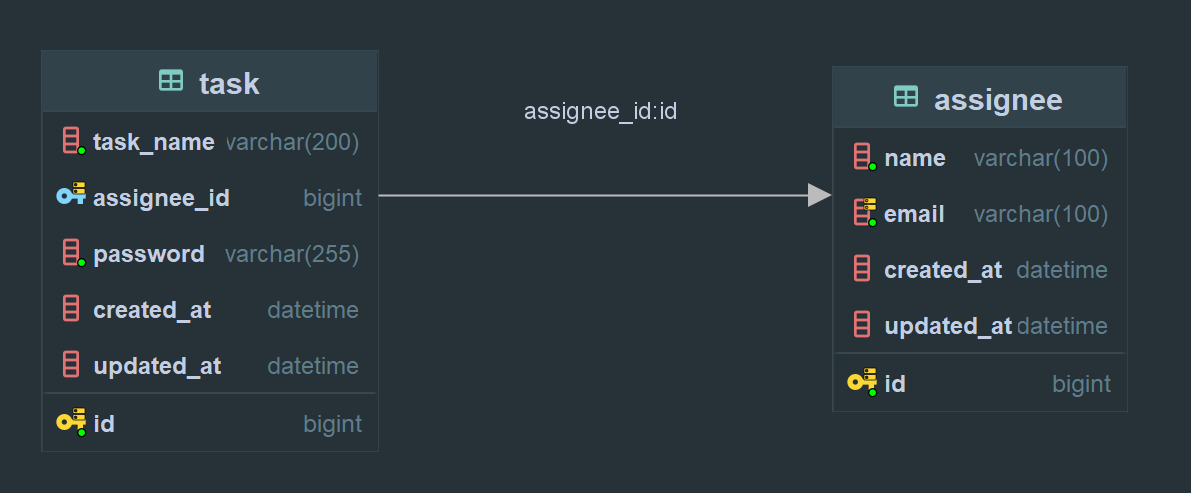 task
task_name varchar(200)
assignee_id bigint
password varchar(255)
created_at datetime
updated_at datetime
id bigint
assignee_id:id
assignee
name varchar(100)
email varchar(100)
created_at datetime
updated_at datetime
id bigint